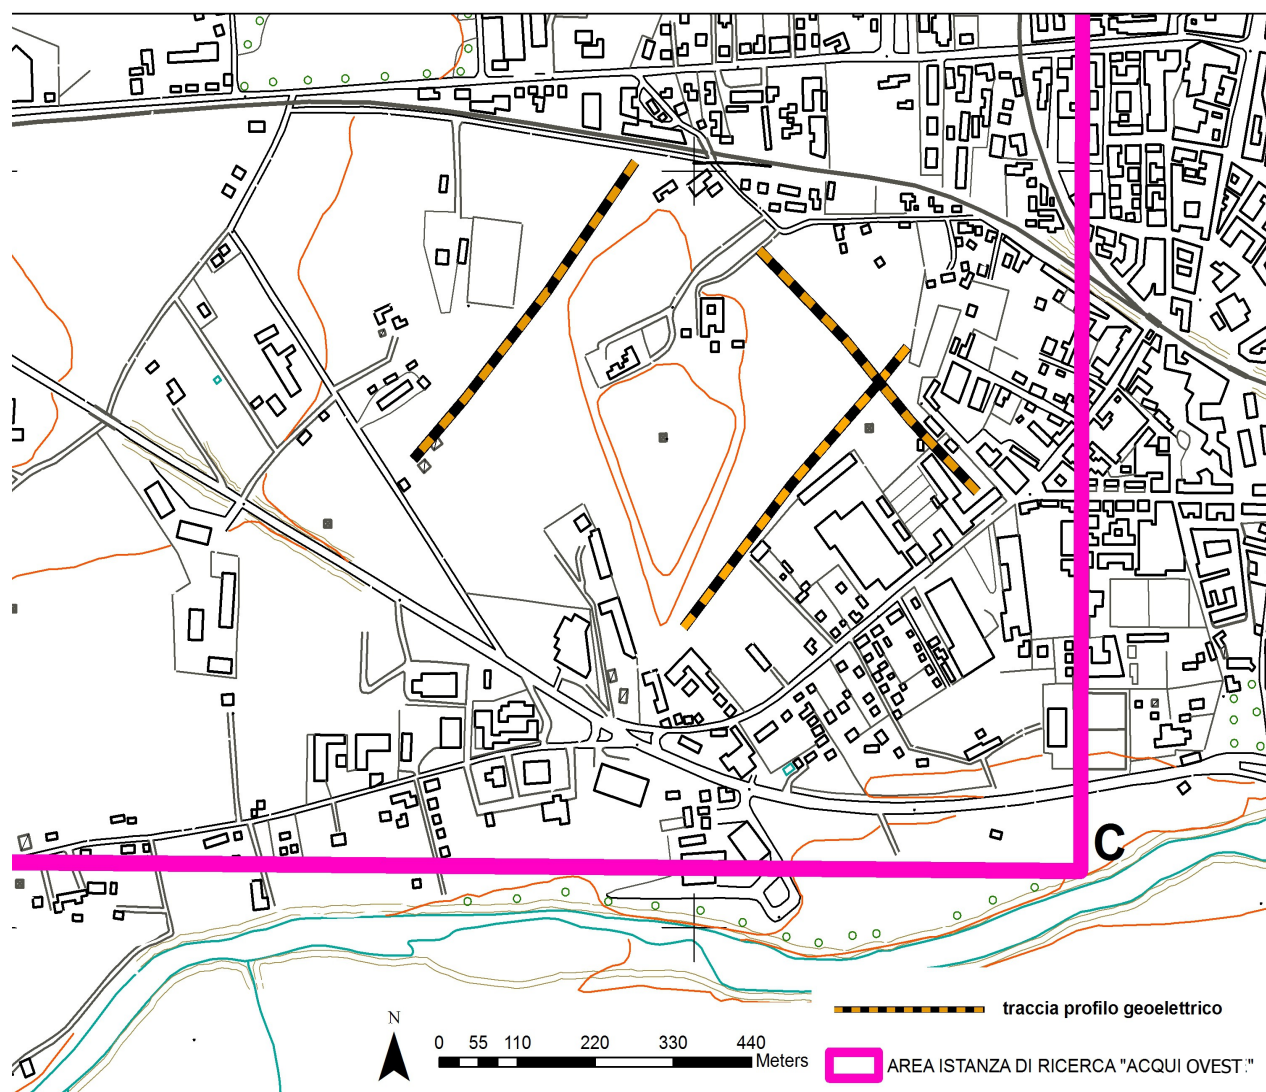 C
traccia profilo geoelettrico
N
0 55 110 220 330 440
Meters
AREA ISTANZA DI RICERCA "ACQUI OVEST:"